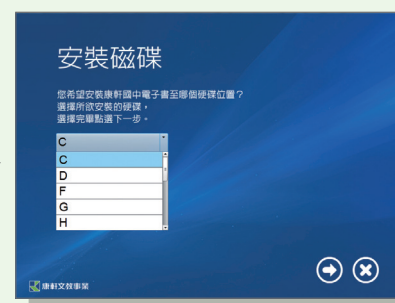 安裝磁碟
您希望安裝康軒國中電子書至哪個硬碟位置？
選擇所欲安裝的硬碟，
選擇完畢點選下一步。
C
C
D
F
G
H
康軒文教事業